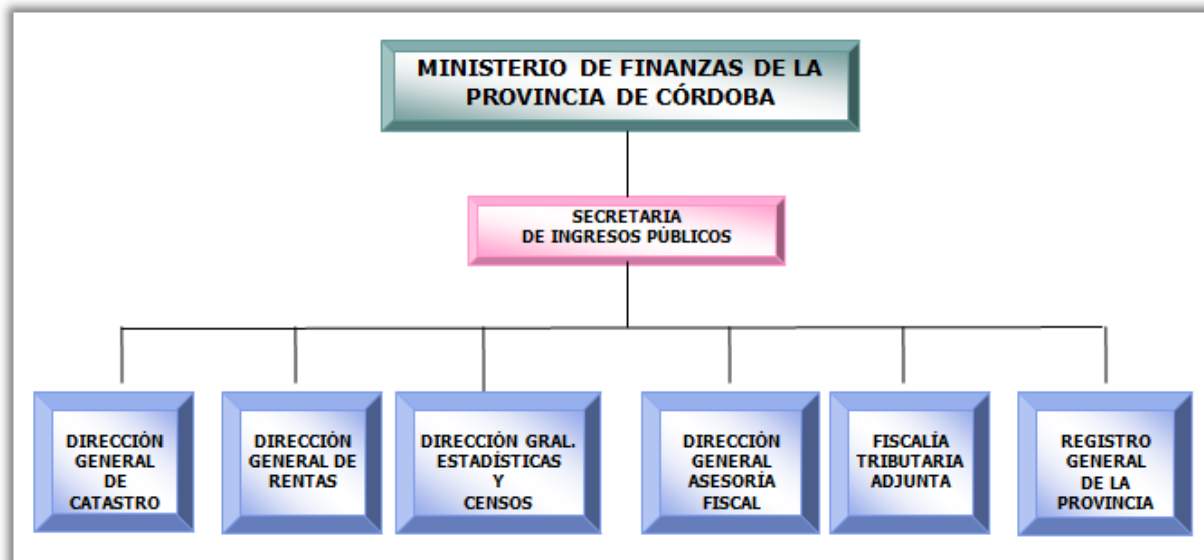 MINISTERIO DE FINANZAS DE LA
PROVINCIA DE CÓRDOBA
SECRETARIA
DE INGRESOS PÚBLICOS
DIRECCIÓN
GENERAL
DE
CATASTRO
DIRECCIÓN
GENERAL DE
RENTAS
DIRECCIÓN GRAL.
ESTADÍSTICAS
Y
CENSOS
DIRECCIÓN
GENERAL
ASESORÍA
FISCAL
FISCALÍA
TRIBUTARIA
ADJUNTA
REGISTRO
GENERAL
DE LA
PROVINCIA